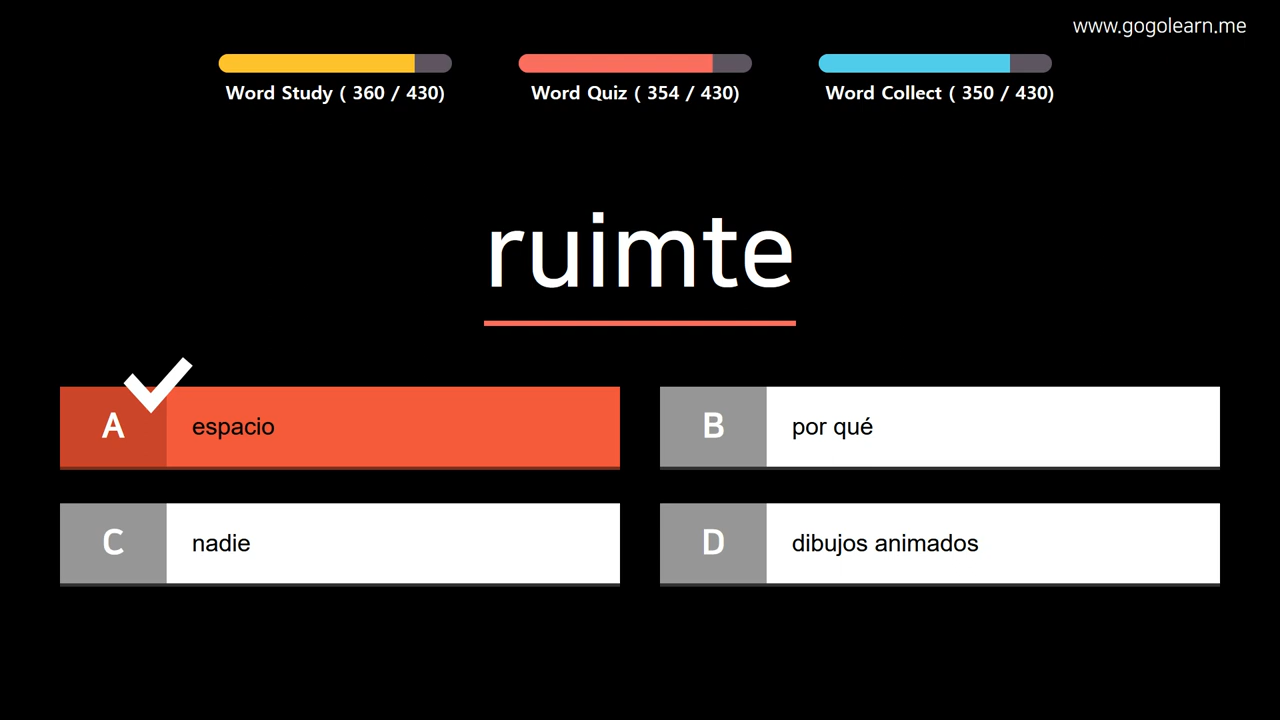 www.gogolearn.me
Word Study ( 360 / 430)
Word Quiz ( 354 / 430)
Word Collect ( 350 / 430)
ruimte
A espacio
B por qué
C nadie
D dibujos animados